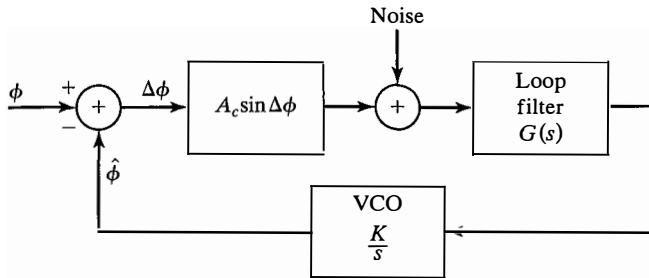 Noise
ϕ
+
−
+
Δϕ
A_c sin Δϕ
+
Loop
filter
G(s)
ϕ̂
VCO
K/s